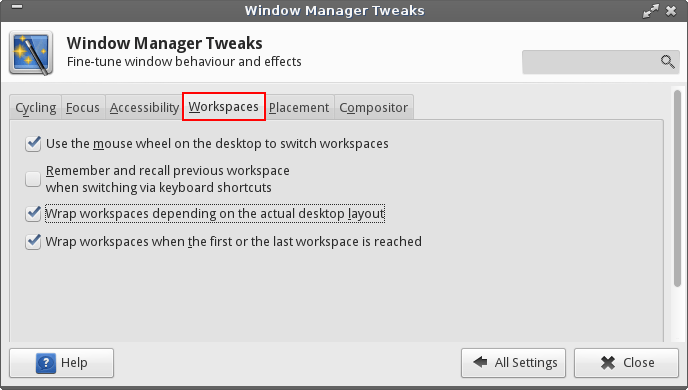 Window Manager Tweaks
Window Manager Tweaks
Fine-tune window behaviour and effects
Cycling Focus Accessibility Workspaces Placement Compositor
Use the mouse wheel on the desktop to switch workspaces
Remember and recall previous workspace
when switching via keyboard shortcuts
Wrap workspaces depending on the actual desktop layout
Wrap workspaces when the first or the last workspace is reached
? Help All Settings Close